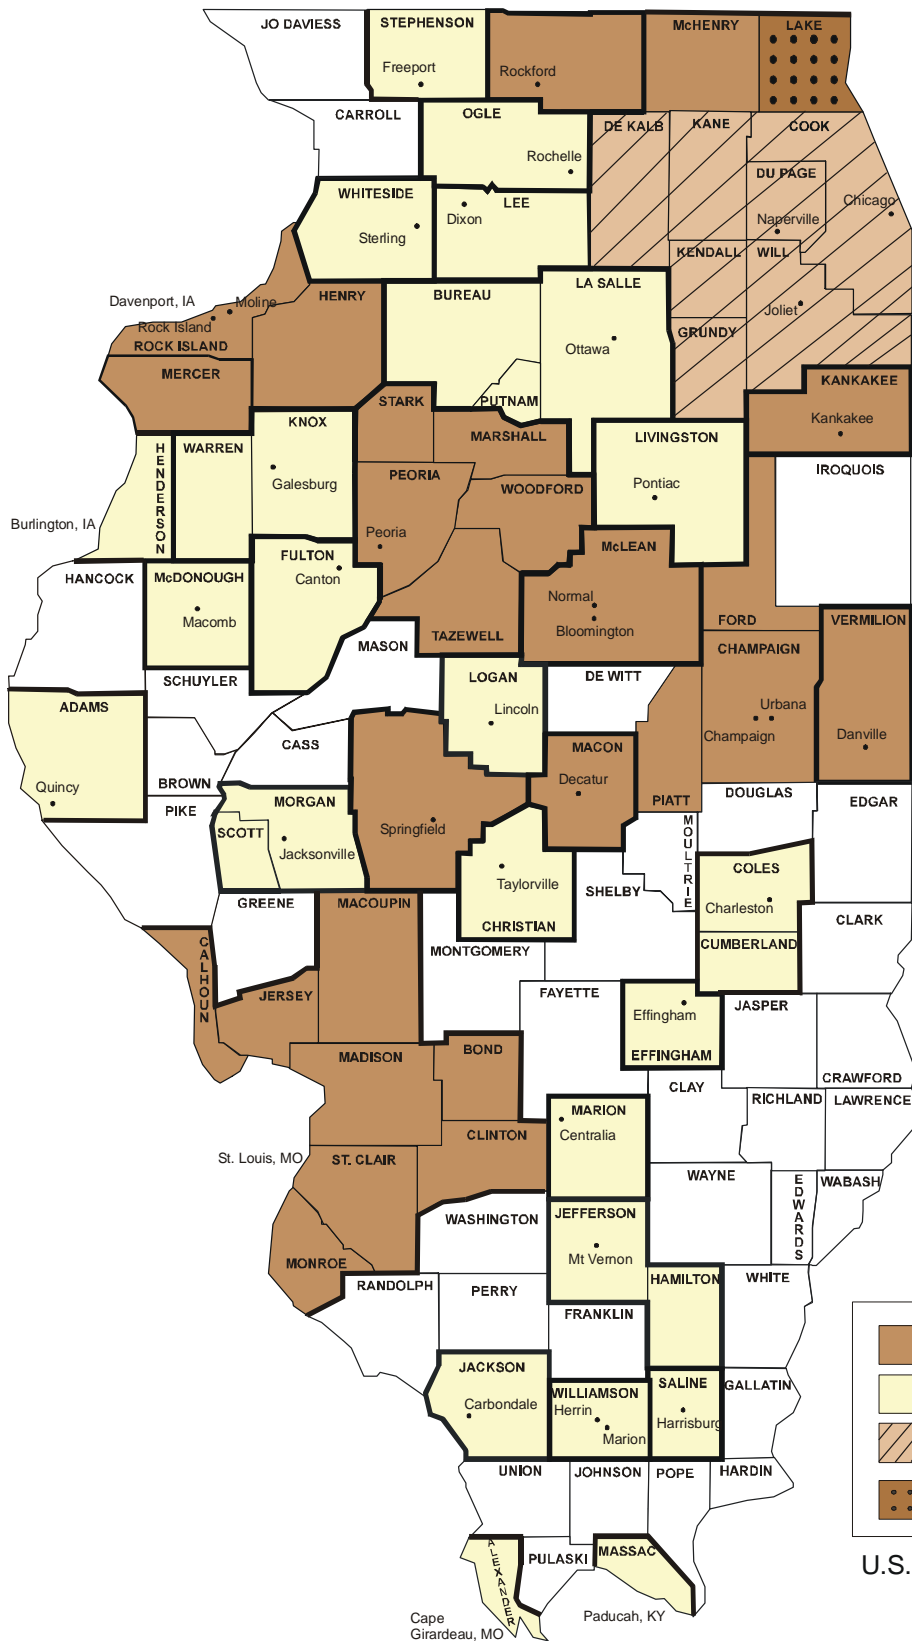 JO DAVIESS
STEPHENSON
Freeport
Rockford
McHENRY
LAKE
CARROLL
OGLE
Rochelle
DE KALB
KANE
COOK
DU PAGE
Naperville
Chicago
WHITESIDE
Sterling
Dixon
LEE
KENDALL
WILL
Joliet
GRUNDY
Davenport, IA
Moline
Rock Island
ROCK ISLAND
HENRY
BUREAU
LA SALLE
Ottawa
PUTNAM
MERCER
STARK
KANKAKEE
Kankakee
KNOX
Galesburg
WARREN
HENDERSON
MARSHALL
PEORIA
Peoria
WOODFORD
LIVINGSTON
Pontiac
IROQUOIS
Burlington, IA
HANCOCK
McDONOUGH
Macomb
FULTON
Canton
McLEAN
Normal
Bloomington
FORD
VERMILION
MASON
TAZEWELL
CHAMPAIGN
Urbana
Champaign
Danville
SCHUYLER
LOGAN
Lincoln
DE WITT
ADAMS
Quincy
CASS
MACON
Decatur
BROWN
PIKE
MORGAN
SCOTT
Jacksonville
Springfield
PIATT
DOUGLAS
EDGAR
MOULTRIE
Taylorville
SHELBY
COLES
Charleston
GREENE
MACOUPIN
CHRISTIAN
CLARK
CALHOUN
MONTGOMERY
CUMBERLAND
JERSEY
FAYETTE
Effingham
EFFINGHAM
JASPER
MADISON
BOND
CLAY
CRAWFORD
RICHLAND
LAWRENCE
MARION
Centralia
CLINTON
St. Louis, MO
ST. CLAIR
WAYNE
EDWARDS
WABASH
WASHINGTON
JEFFERSON
Mt Vernon
MONROE
RANDOLPH
PERRY
HAMILTON
WHITE
FRANKLIN
JACKSON
Carbondale
WILLIAMSON
Herrin
Marion
SALINE
Harrisburg
GALLATIN
UNION
JOHNSON
POPE
HARDIN
ALEXANDER
PULASKI
MASSAC
Cape
Girardeau, MO
Paducah, KY
U.S.